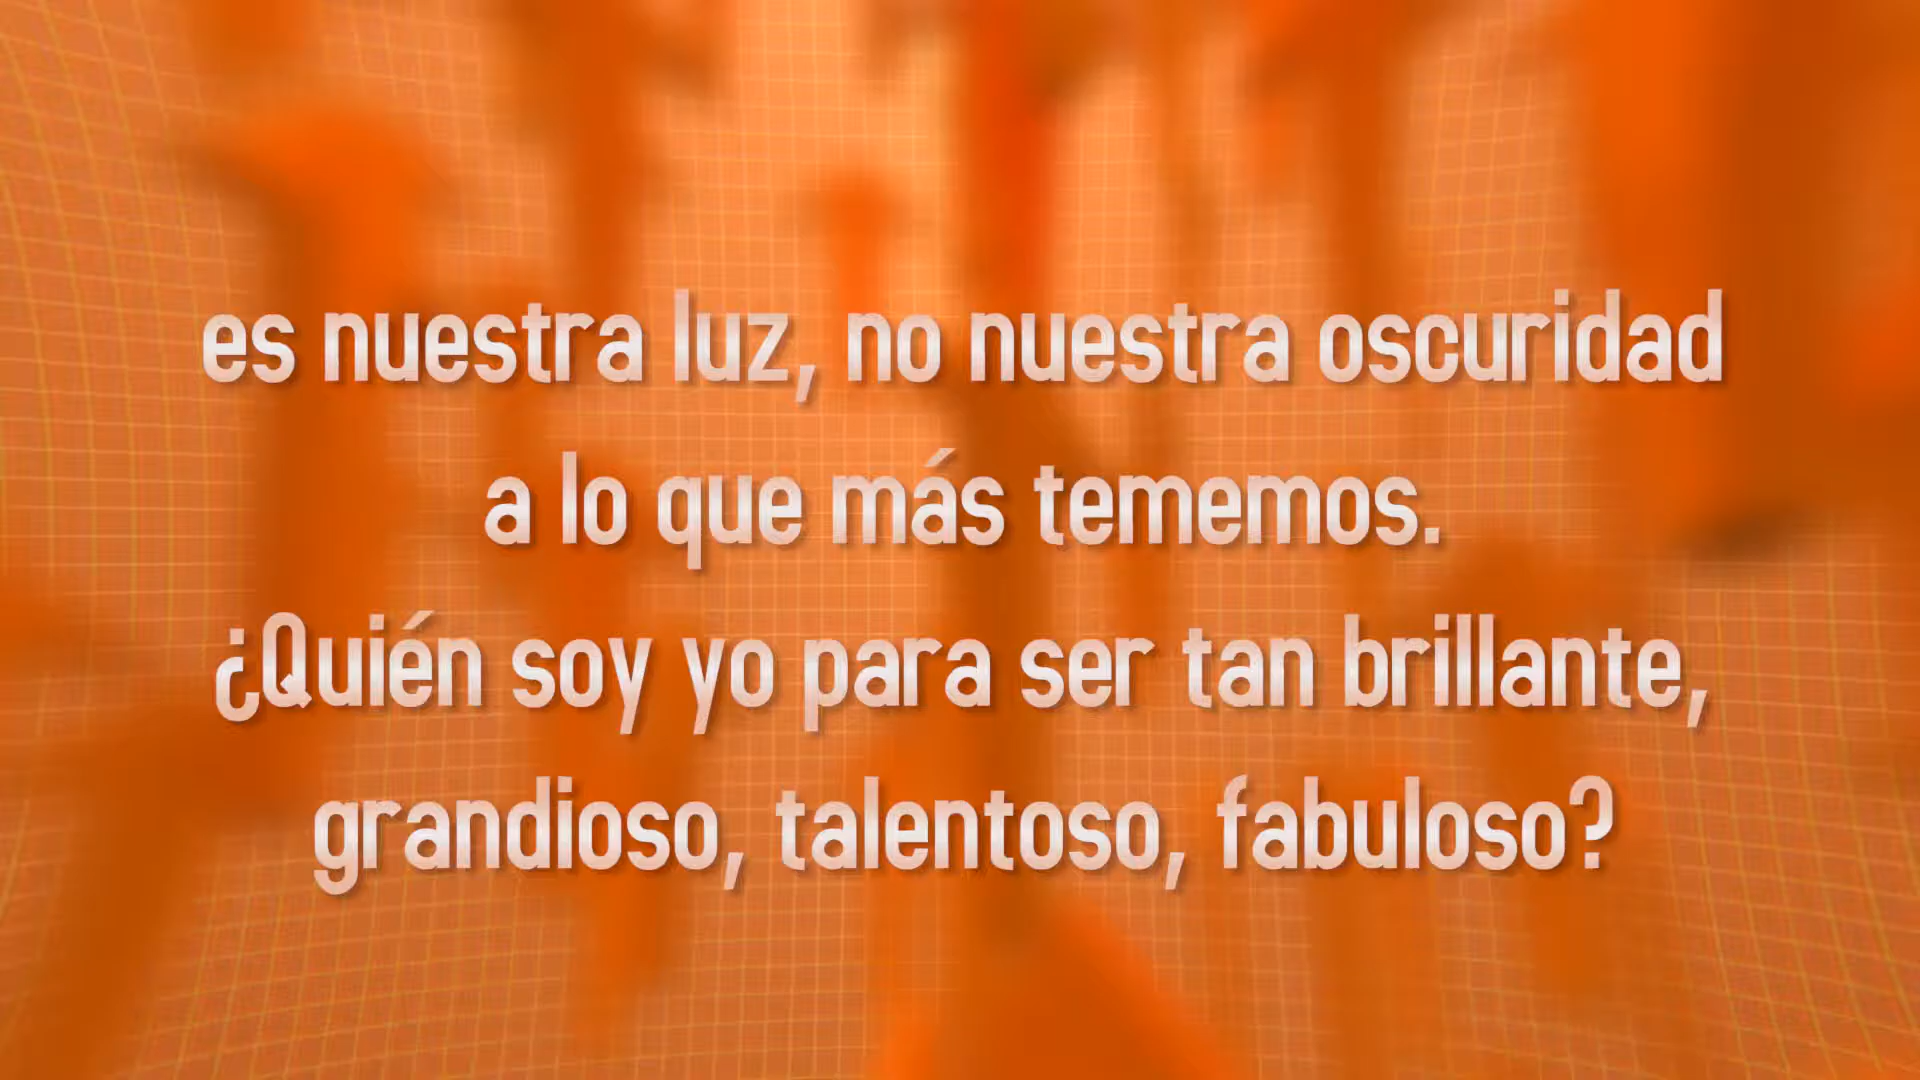 es nuestra luz, no nuestra oscuridad
a lo que más tememos.
¿Quién soy yo para ser tan brillante,
grandioso, talentoso, fabuloso?